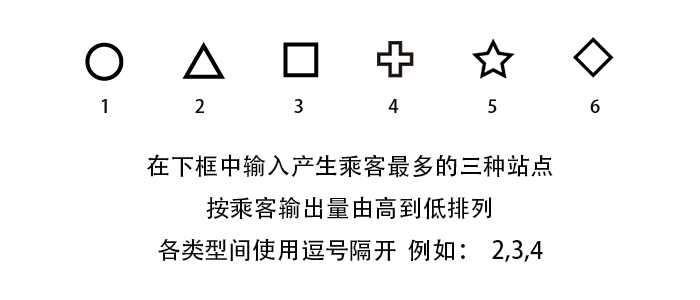 1 2 3 4 5 6
在下框中输入产生乘客最多的三种站点
按乘客输出量由高到低排列
各类型间使用逗号隔开 例如： 2,3,4